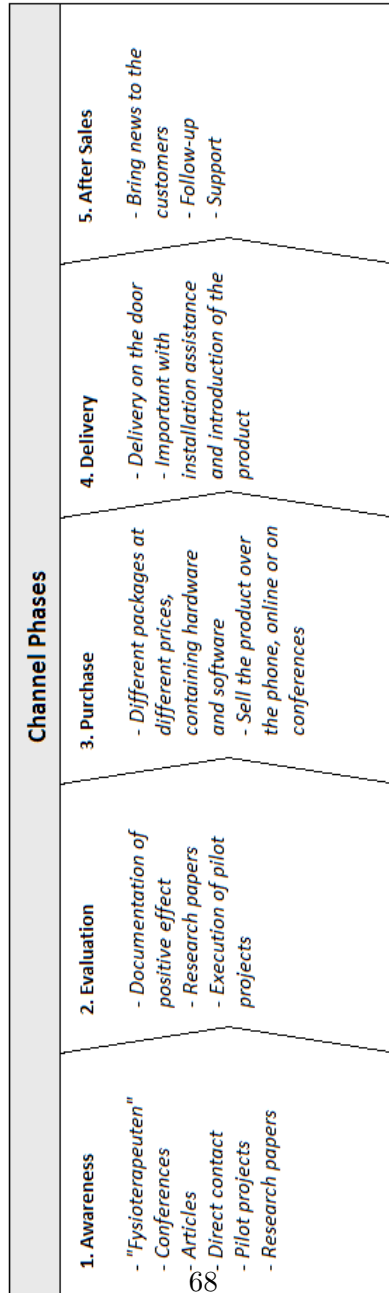 Channel Phases
1. Awareness
- "Fysioterapeuten"
- Conferences
- Articles
- Direct contact
- Pilot projects
- Research papers
2. Evaluation
- Documentation of
positive effect
- Research papers
- Execution of pilot
projects
3. Purchase
- Different packages at
different prices,
containing hardware
and software
- Sell the product over
the phone, online or on
conferences
4. Delivery
- Delivery on the door
- Important with
installation assistance
and introduction of the
product
5. After Sales
- Bring news to the
customers
- Follow-up
- Support
68